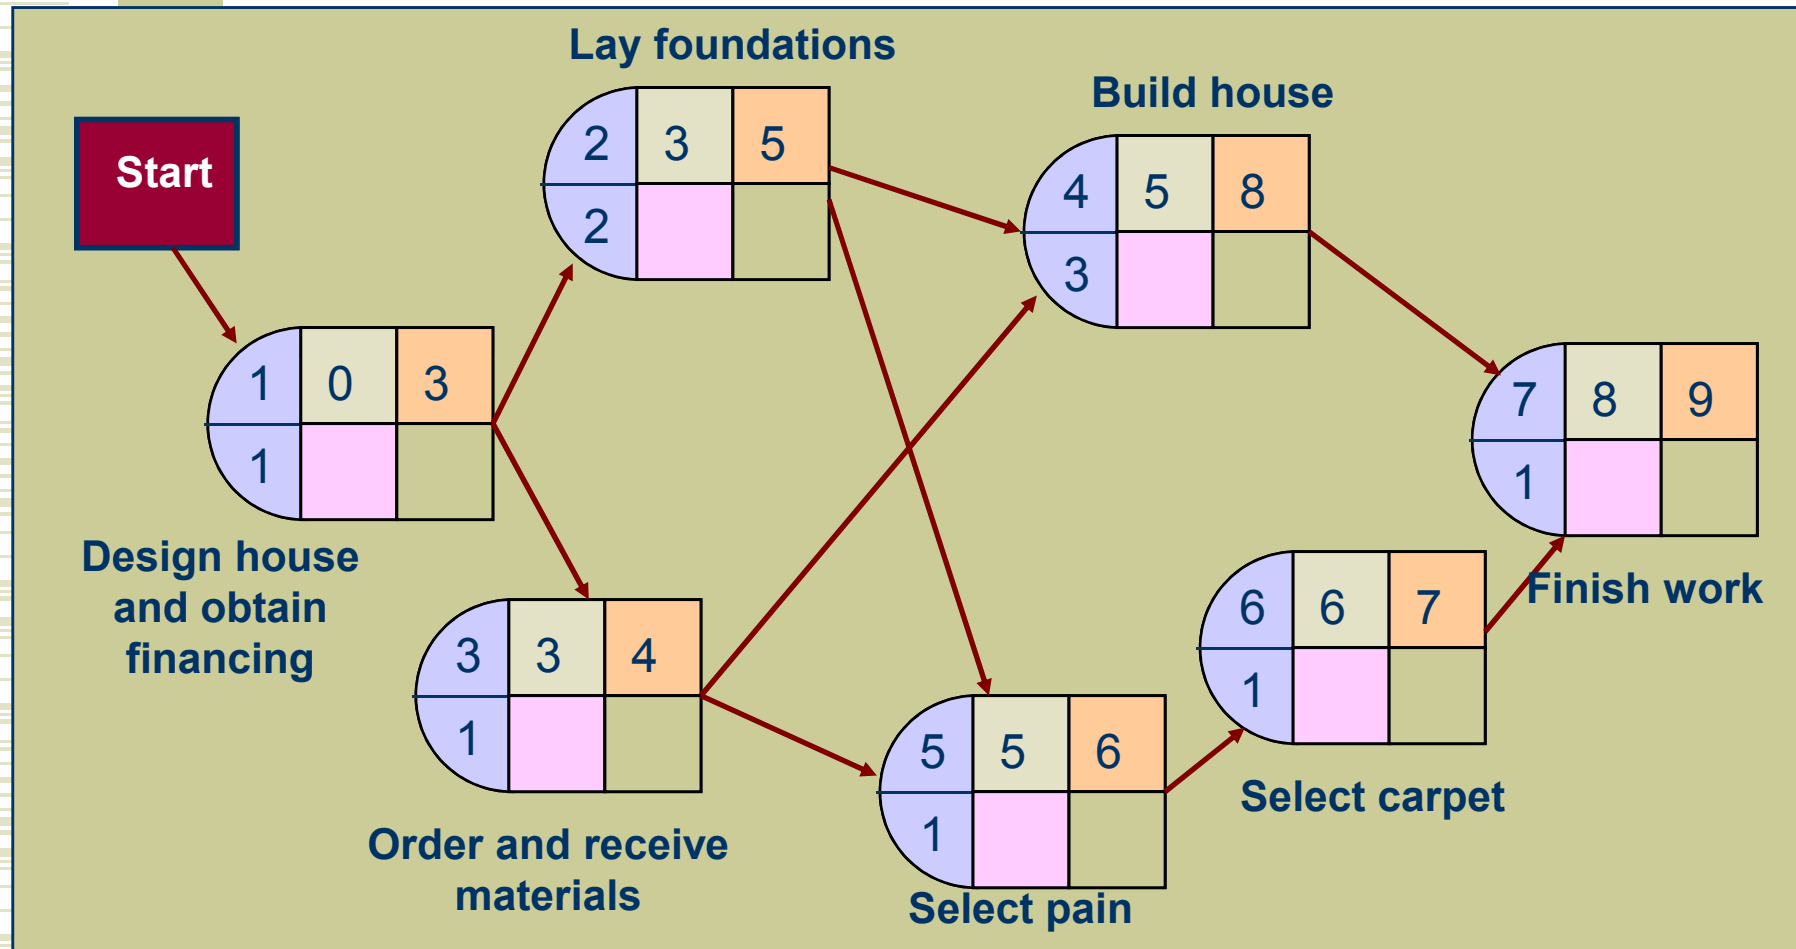 Lay foundations
Build house
Start
2 3 5
2
4 5 8
3
1 0 3
1
7 8 9
1
Design house
and obtain
financing
Finish work
3 3 4
1
6 6 7
1
5 5 6
1
Select carpet
Order and receive
materials
Select pain